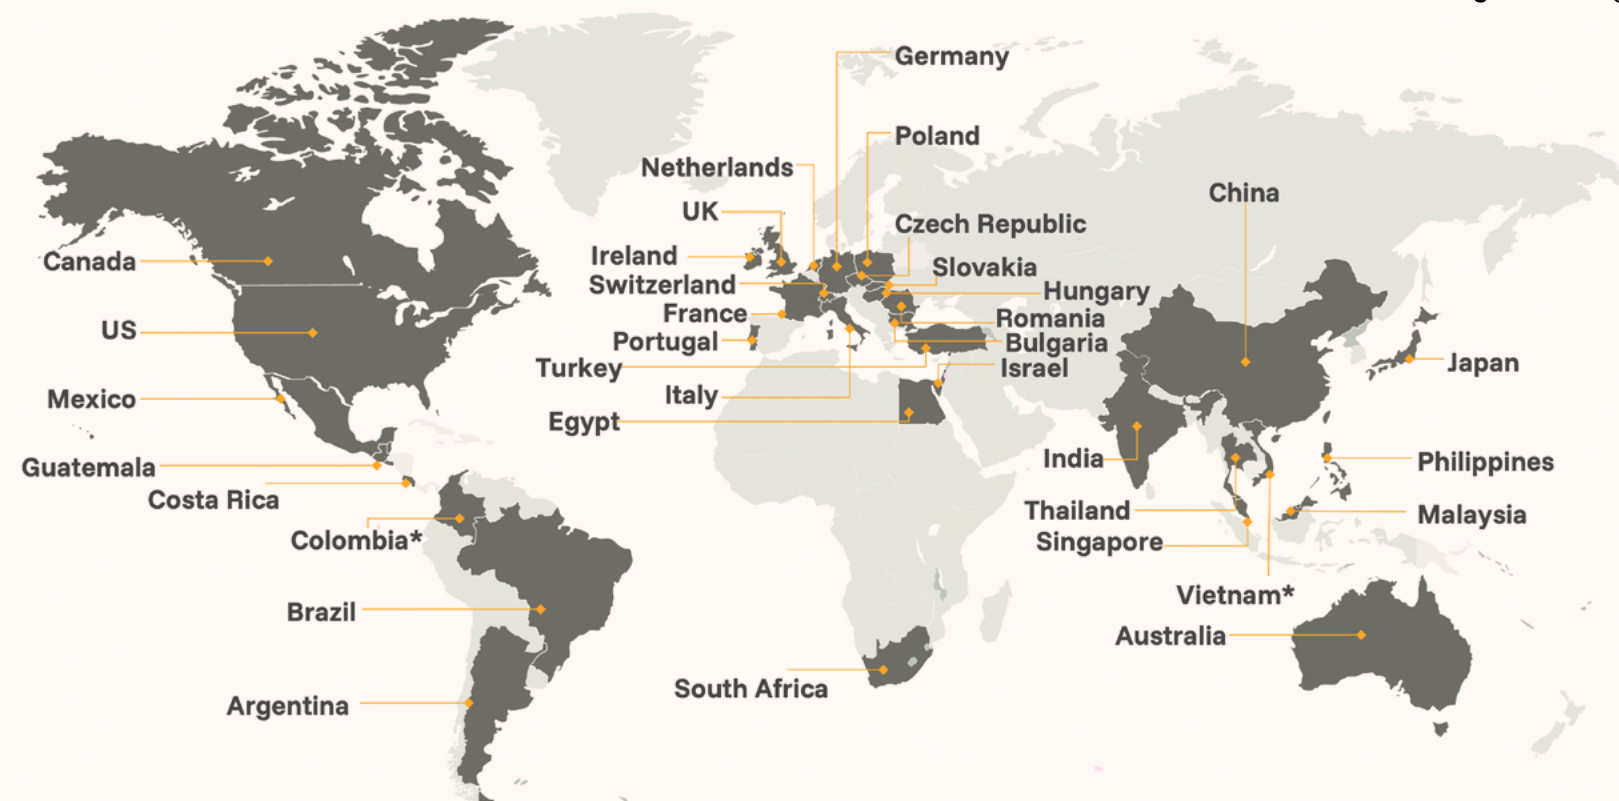 Germany
Poland
Netherlands
China
UK
Czech Republic
Ireland
Canada
Slovakia
Switzerland
Hungary
France
Romania
US
Portugal
Bulgaria
Turkey
Israel
Japan
Italy
Mexico
Egypt
India
Philippines
Guatemala
Costa Rica
Thailand
Malaysia
Colombia*
Singapore
Vietnam*
Brazil
Australia
South Africa
Argentina